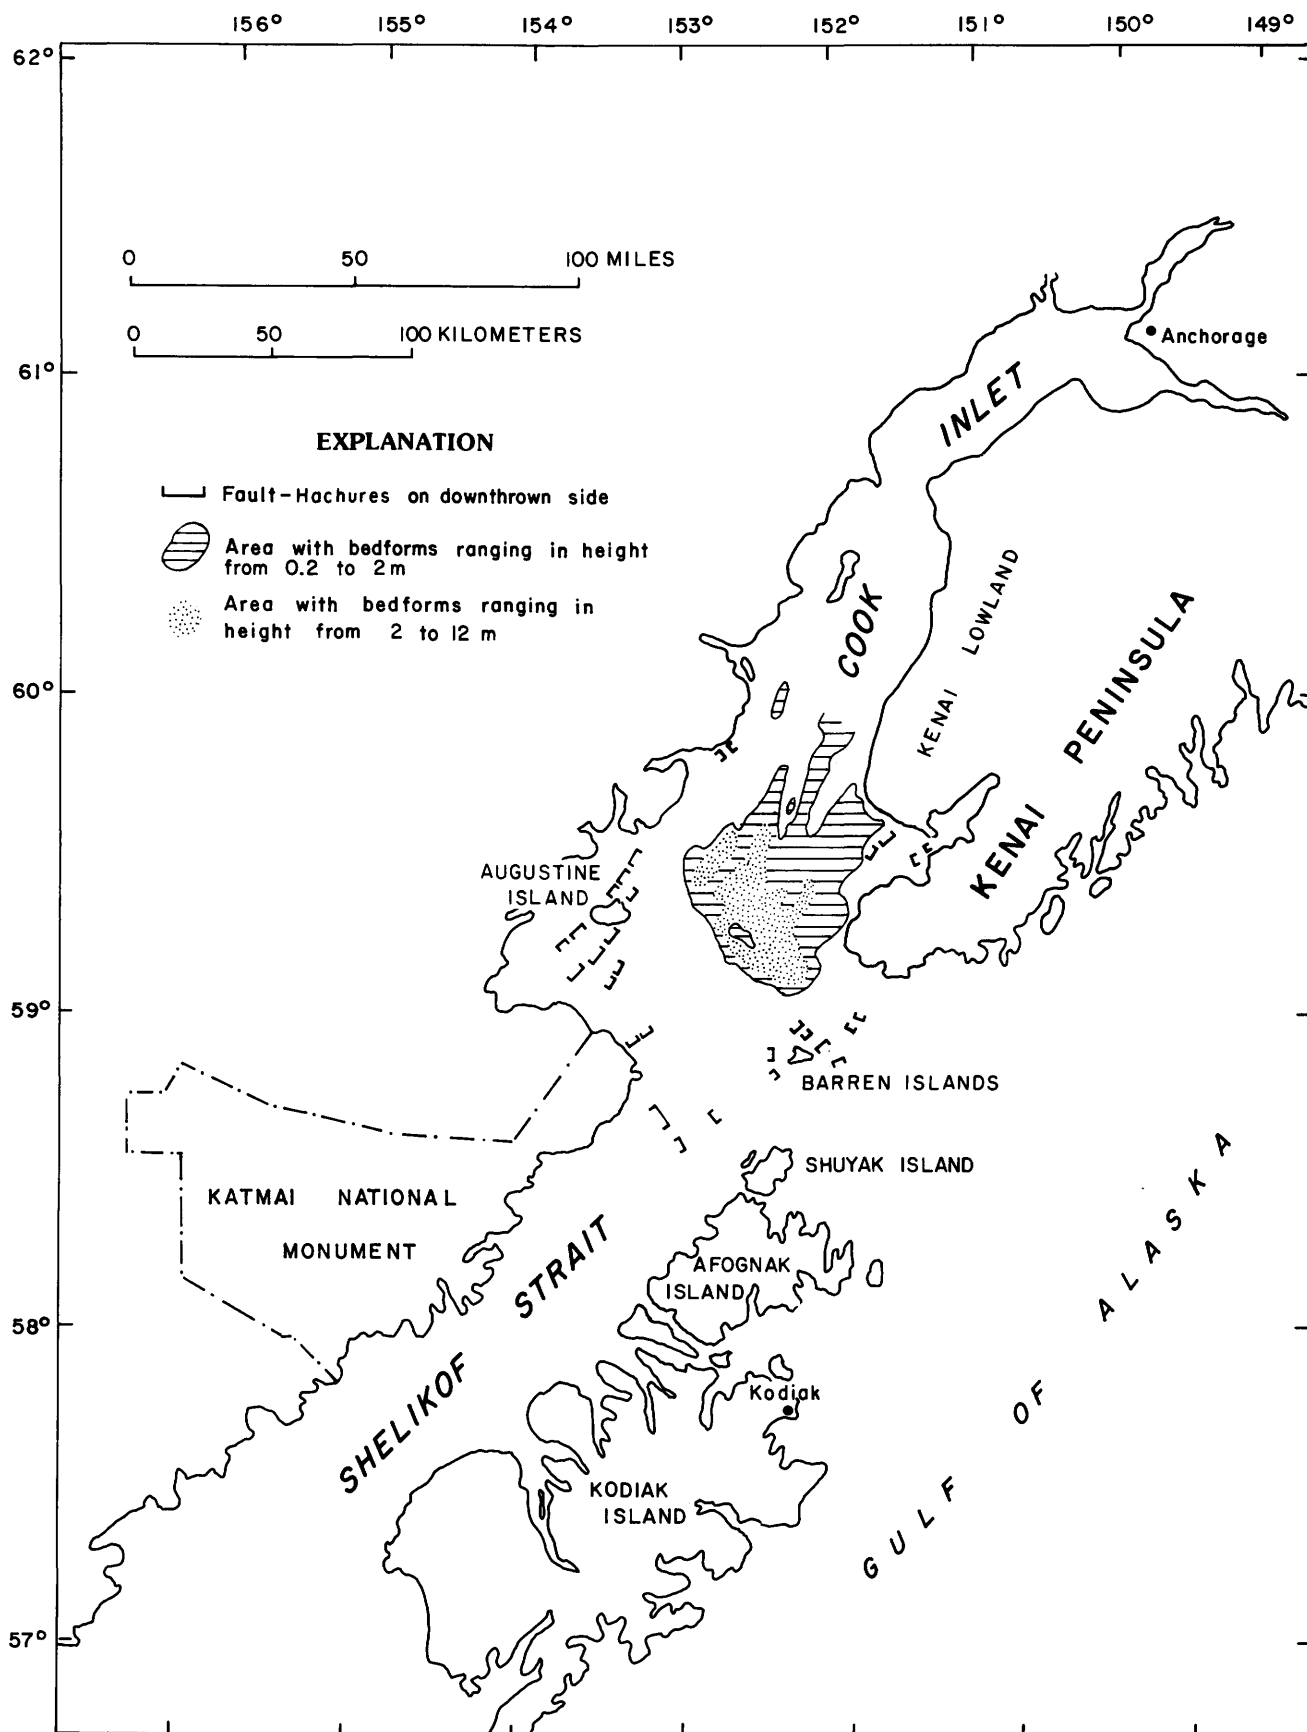 156° 155° 154° 153° 152° 151° 150° 149°
62°
0 50 100 MILES
0 50 100 KILOMETERS
Anchorage
61°
INLET
EXPLANATION
Fault-Hachures on downthrown side
Area with bedforms ranging in height
from 0.2 to 2m
Area with bedforms ranging in
height from 2 to 12 m
COOK
KENAI LOWLAND
KENAI PENINSULA
60°
AUGUSTINE
ISLAND
59°
BARREN ISLANDS
SHUYAK ISLAND
KATMAI NATIONAL
MONUMENT
SHELIKOF STRAIT
AFOGNAK
ISLAND
58°
Kodiak
KODIAK
ISLAND
GULF OF ALASKA
57°